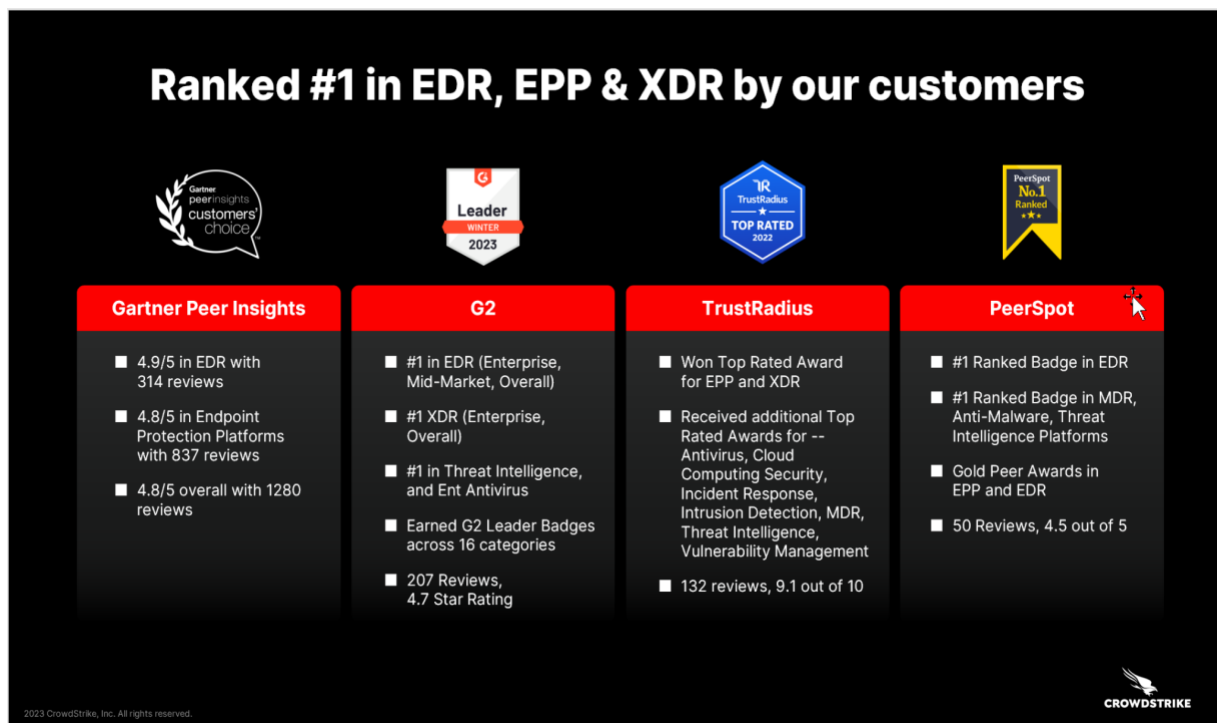 Ranked #1 in EDR, EPP & XDR by our customers
Gartner
peerinsights
customers'
choice™
G
Leader
WINTER
2023
TR
TrustRadius
TOP RATED
2022
PeerSpot
No.1
Ranked
Gartner Peer Insights
4.9/5 in EDR with
314 reviews
4.8/5 in Endpoint
Protection Platforms
with 837 reviews
4.8/5 overall with 1280
reviews
G2
#1 in EDR (Enterprise,
Mid-Market, Overall)
#1 XDR (Enterprise,
Overall)
#1 in Threat Intelligence,
and Ent Antivirus
Earned G2 Leader Badges
across 16 categories
207 Reviews,
4.7 Star Rating
TrustRadius
Won Top Rated Award
for EPP and XDR
Received additional Top
Rated Awards for --
Antivirus, Cloud
Computing Security,
Incident Response,
Intrusion Detection, MDR,
Threat Intelligence,
Vulnerability Management
132 reviews, 9.1 out of 10
PeerSpot
#1 Ranked Badge in EDR
#1 Ranked Badge in MDR,
Anti-Malware, Threat
Intelligence Platforms
Gold Peer Awards in
EPP and EDR
50 Reviews, 4.5 out of 5
2023 CrowdStrike, Inc. All rights reserved.
CROWDSTRIKE